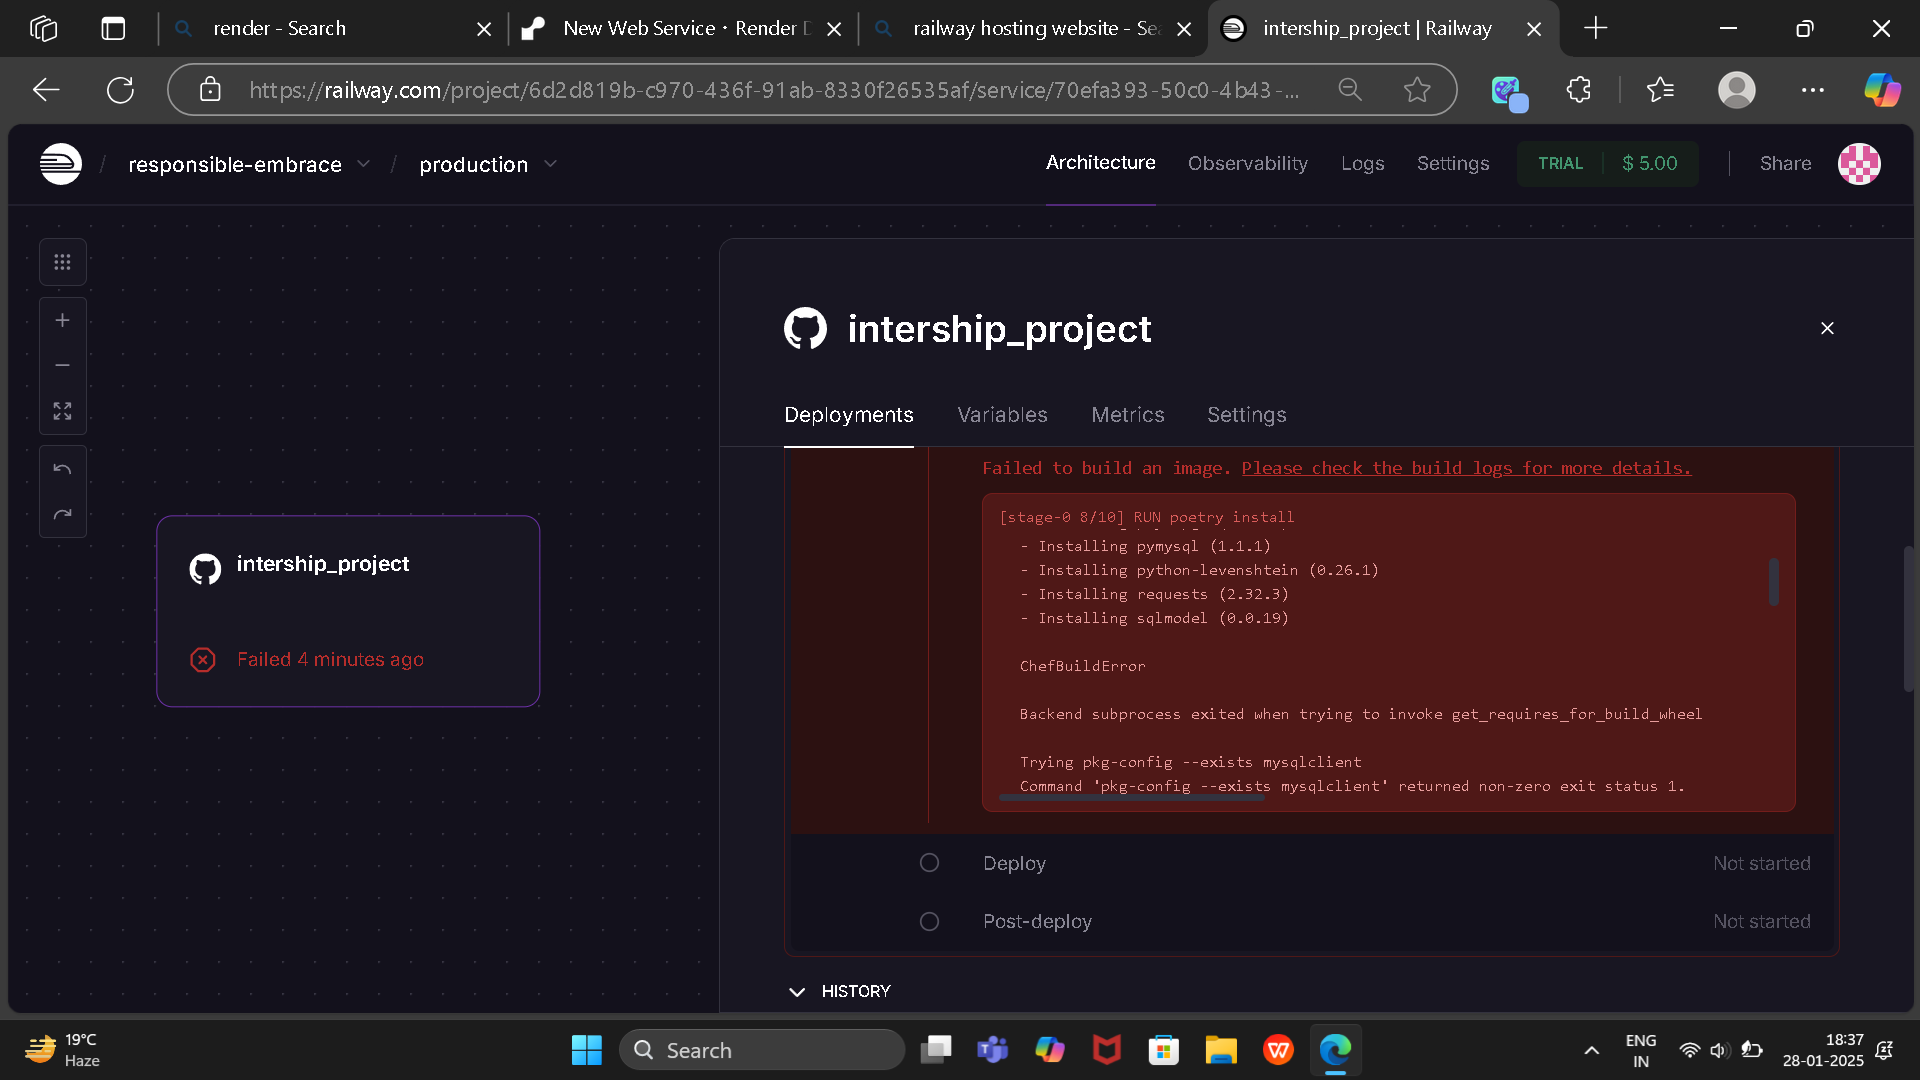 render - Search
New Web Service · Render D
railway hosting website - Sea
intership_project | Railway
https://railway.com/project/6d2d819b-c970-436f-91ab-8330f26535af/service/70efa393-50c0-4b43-...
/ responsible-embrace / production
Architecture Observability Logs Settings TRIAL $ 5.00 Share
intership_project
Deployments Variables Metrics Settings
Failed to build an image. Please check the build logs for more details.
[stage-0 8/10] RUN poetry install
- Installing pymysql (1.1.1)
- Installing python-levenshtein (0.26.1)
- Installing requests (2.32.3)
- Installing sqlmodel (0.0.19)
ChefBuildError
Backend subprocess exited when trying to invoke get_requires_for_build_wheel
Trying pkg-config --exists mysqlclient
Command 'pkg-config --exists mysqlclient' returned non-zero exit status 1.
intership_project
Failed 4 minutes ago
Deploy Not started
Post-deploy Not started
HISTORY
19°C
Haze
Search
ENG
IN
18:37
28-01-2025